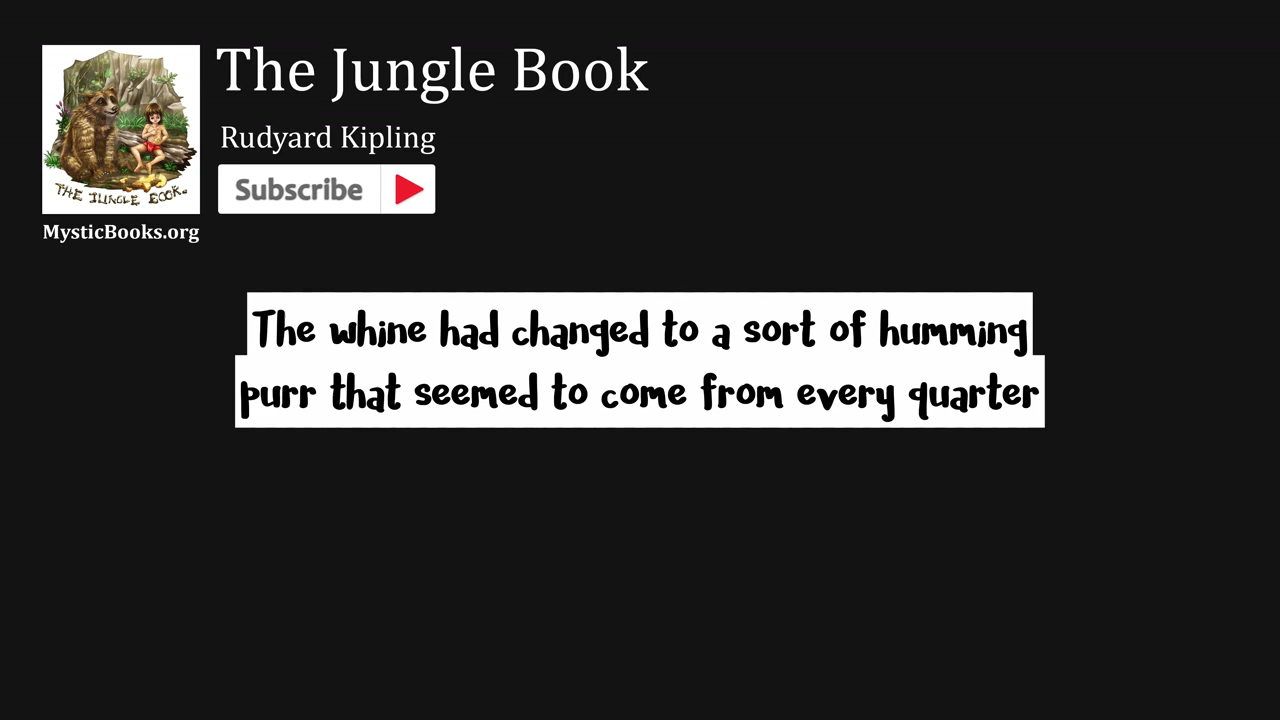 The Jungle Book
Rudyard Kipling
Subscribe
THE JUNGLE BOOK.
MysticBooks.org
The whine had changed to a sort of humming
purr that seemed to come from every quarter